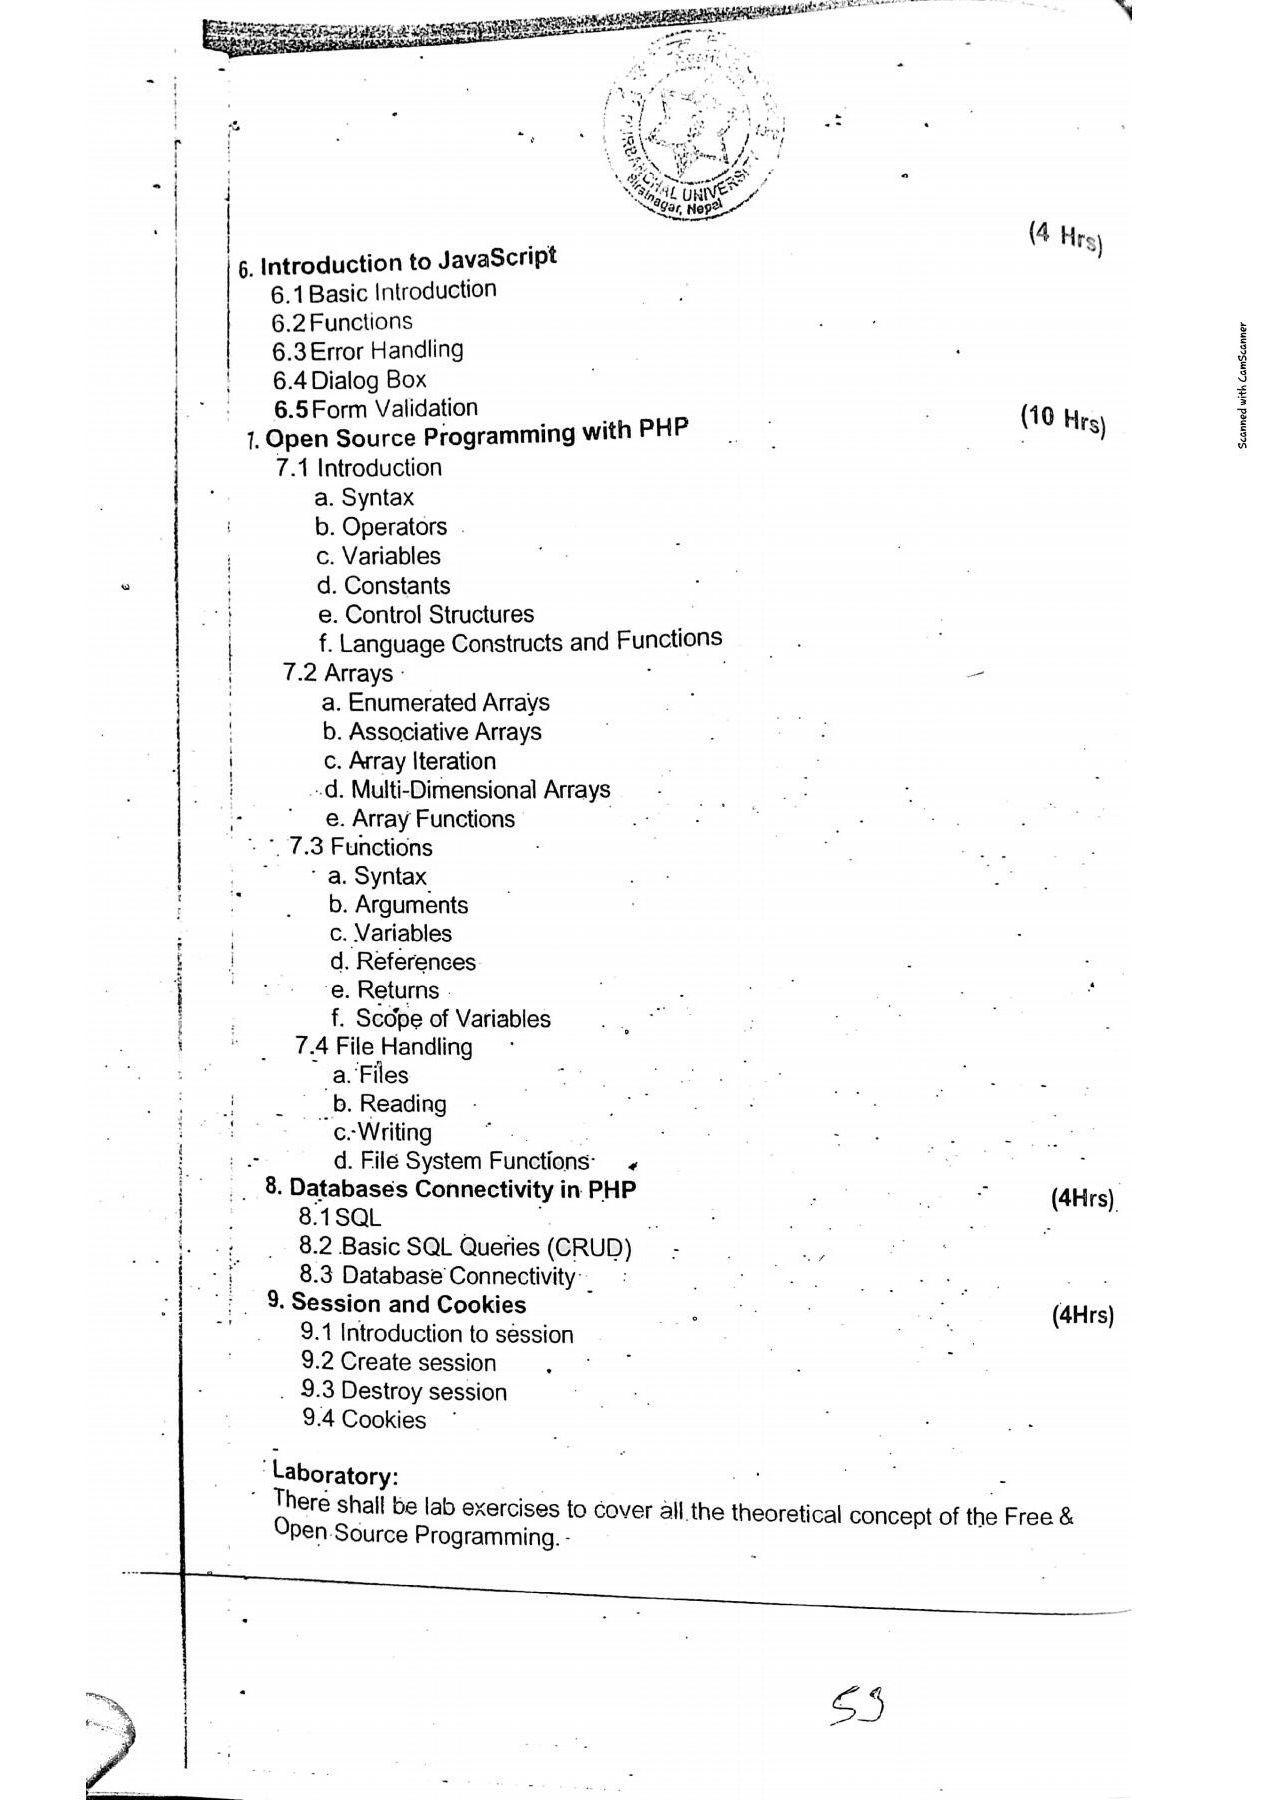 PURBANCHAL UNIVERSITY
Biratnagar, Nepal
6. Introduction to JavaScript (4 Hrs)
6.1 Basic Introduction
6.2 Functions
6.3 Error Handling
6.4 Dialog Box
6.5 Form Validation
7. Open Source Programming with PHP (10 Hrs)
7.1 Introduction
a. Syntax
b. Operators
c. Variables
d. Constants
e. Control Structures
f. Language Constructs and Functions
7.2 Arrays
a. Enumerated Arrays
b. Associative Arrays
c. Array Iteration
d. Multi-Dimensional Arrays
e. Array Functions
7.3 Functions
a. Syntax
b. Arguments
c. Variables
d. References
e. Returns
f. Scope of Variables
7.4 File Handling
a. Files
b. Reading
c. Writing
d. File System Functions
8. Databases Connectivity in PHP (4Hrs)
8.1 SQL
8.2 Basic SQL Queries (CRUD)
8.3 Database Connectivity
9. Session and Cookies (4Hrs)
9.1 Introduction to session
9.2 Create session
9.3 Destroy session
9.4 Cookies
Laboratory:
There shall be lab exercises to cover all the theoretical concept of the Free &
Open Source Programming.
59
Scanned with CamScanner